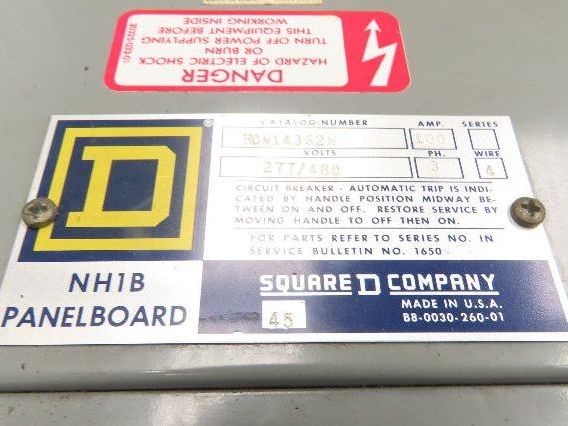 DANGER
HAZARD OF ELECTRIC SHOCK
OR BURN
TURN OFF POWER SUPPLYING
THIS EQUIPMENT BEFORE
WORKING INSIDE
CATALOG NUMBER AMP. SERIES
100
VOLTS PH. WIRE
277/480 3 4
CIRCUIT BREAKER - AUTOMATIC TRIP IS INDI-
CATED BY HANDLE POSITION MIDWAY BE-
TWEEN ON AND OFF. RESTORE SERVICE BY
MOVING HANDLE TO OFF THEN ON.
FOR PARTS REFER TO SERIES NO. IN
SERVICE BULLETIN NO. 1650
D ®
NH1B
PANELBOARD
SQUARE D COMPANY
MADE IN U.S.A.
45 B8-0030-260-01